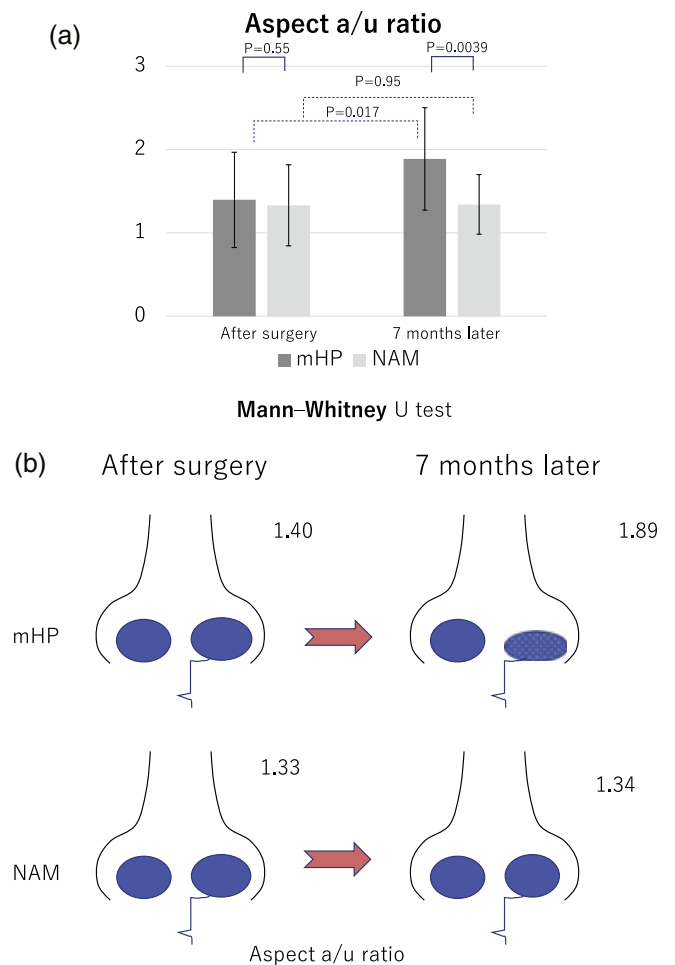 (a)
Aspect a/u ratio
P=0.55
P=0.0039
P=0.95
P=0.017
3
2
1
0
After surgery 7 months later
mHP NAM
Mann–Whitney U test
(b)
After surgery 7 months later
1.40 1.89
mHP
1.33 1.34
NAM
Aspect a/u ratio